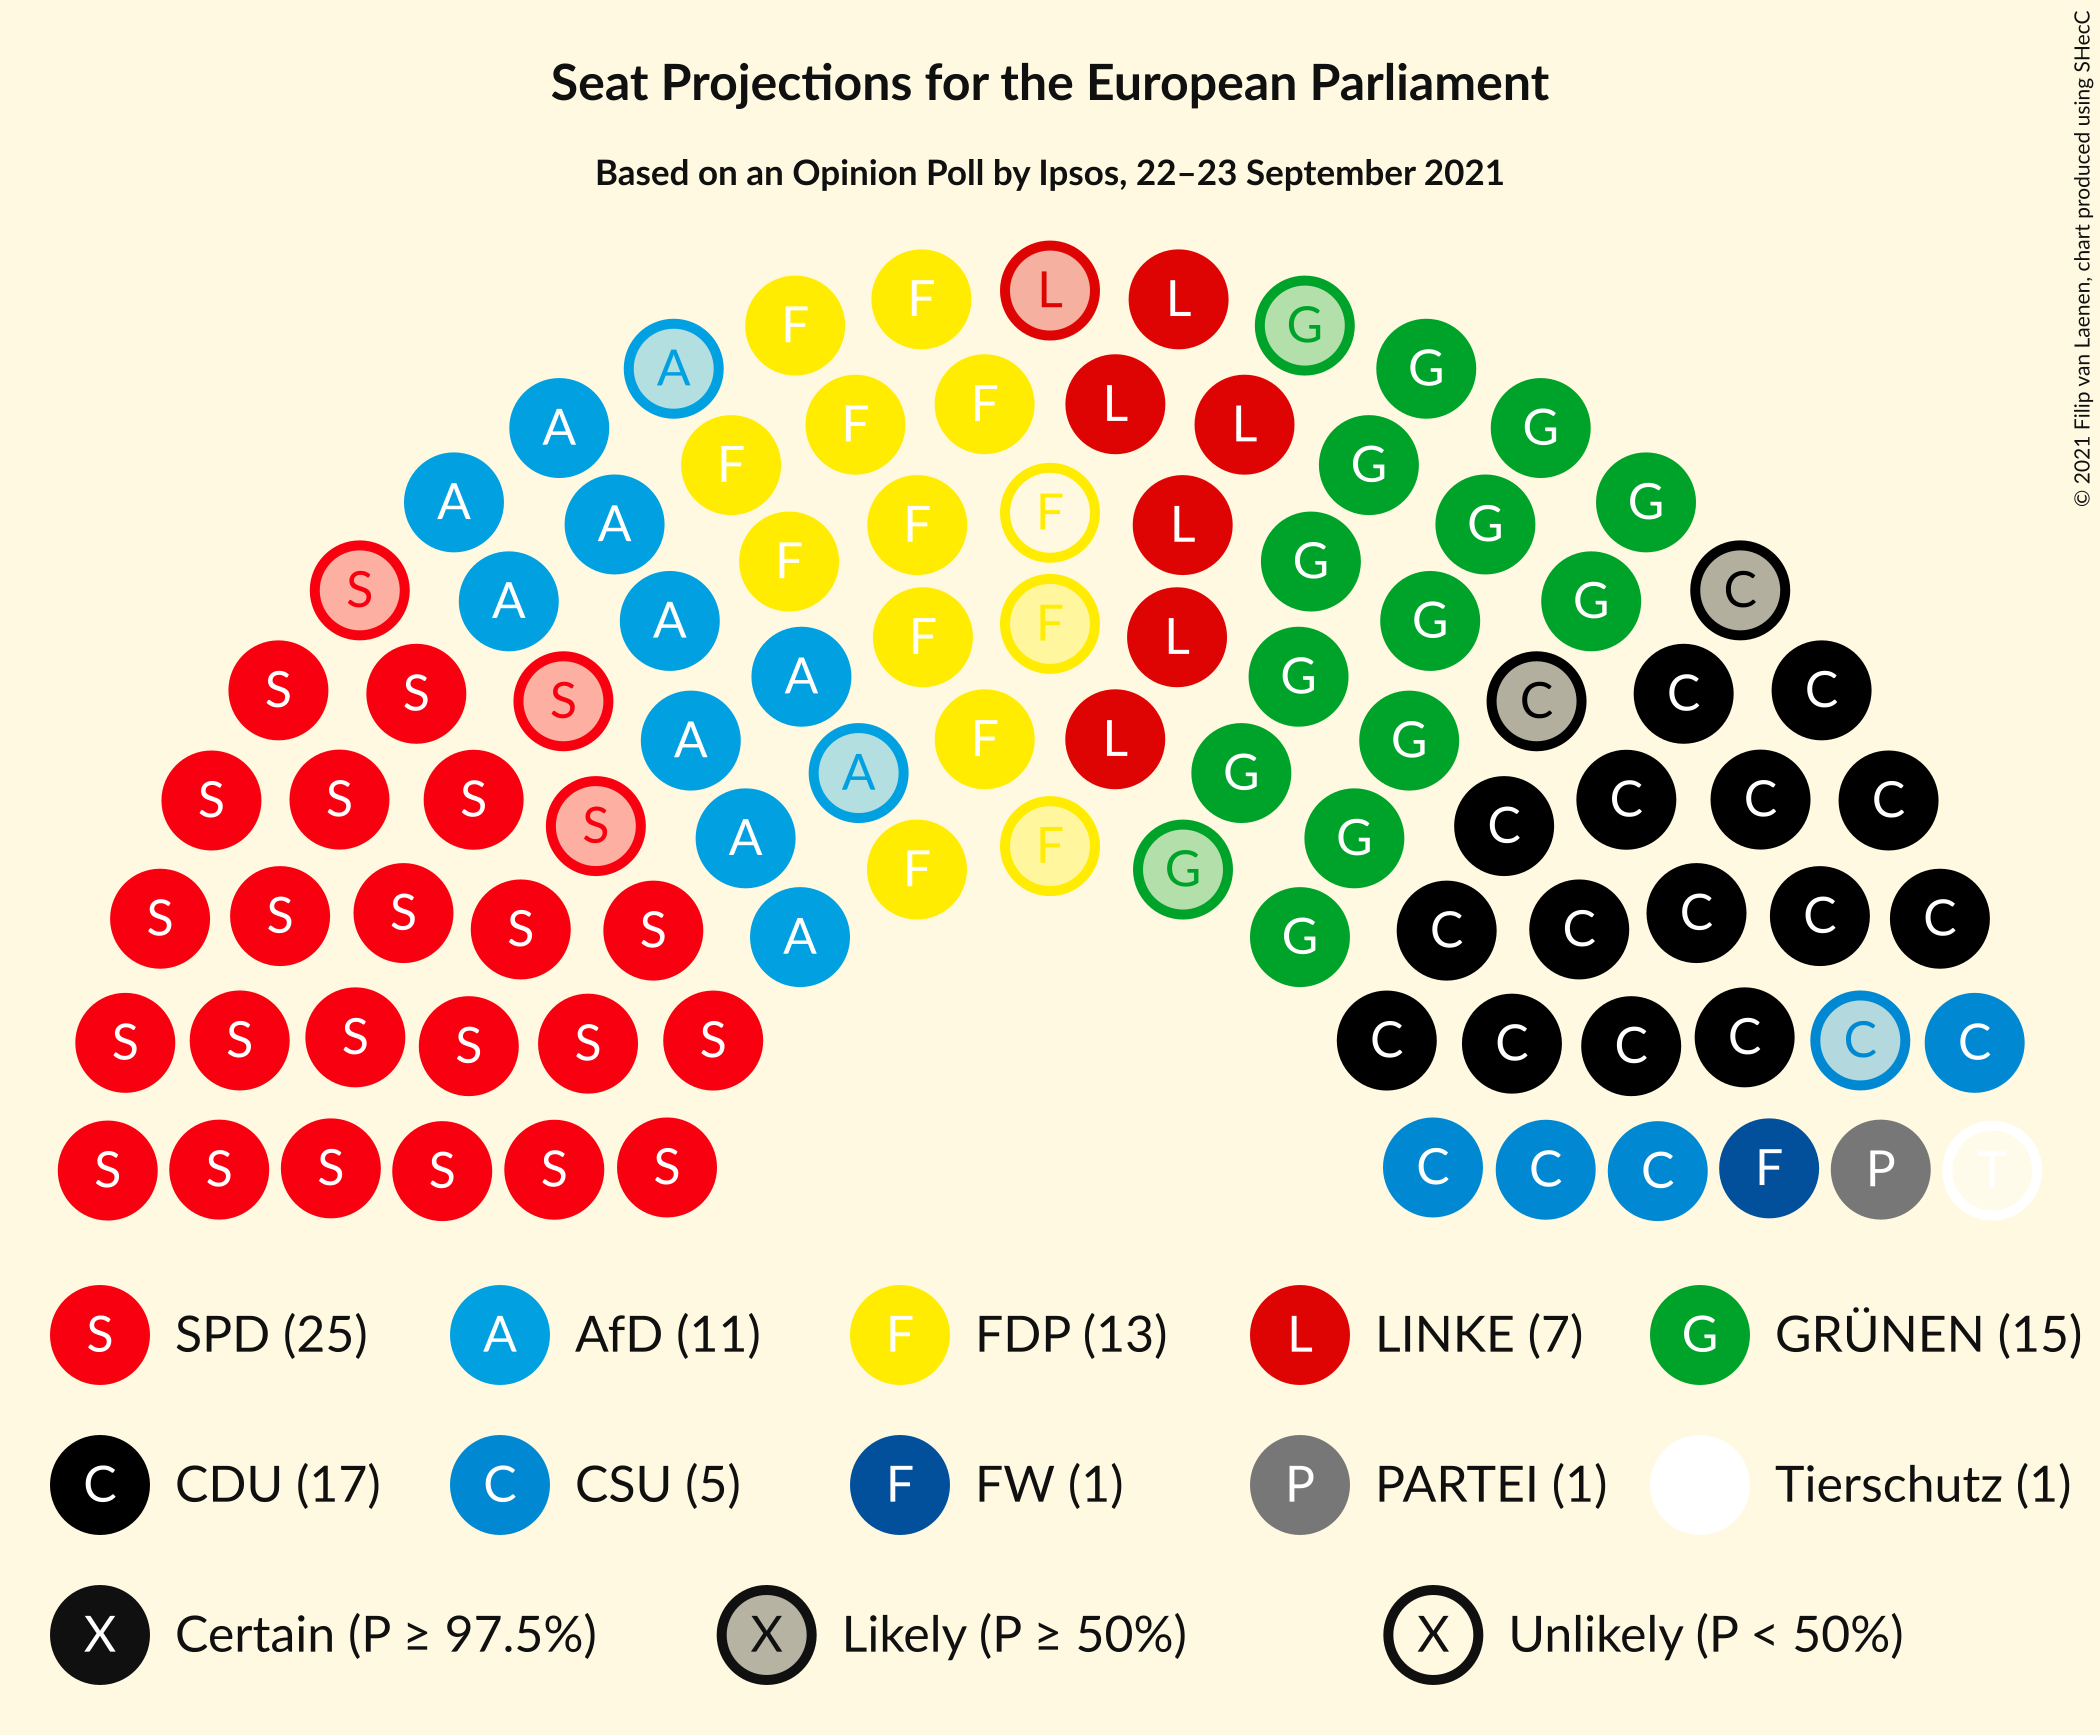 Seat Projections for the European Parliament
Based on an Opinion Poll by Ipsos, 22–23 September 2021
© 2021 Filip van Laenen, chart produced using SHecC
L
F L
A F G
A F F L L G
A F F G G
A F F L G G
A A F G G C
S A A F L G G C
S S S A A G G C C C
S S S A A F L G G C C C C
S S F F G G C
S S S S S A G C C C C C
S S S S S S C C C C C C
S S S S S S C C C F P T
S SPD (25) A AfD (11) F FDP (13) L LINKE (7) G GRÜNEN (15)
C CDU (17) C CSU (5) F FW (1) P PARTEI (1) Tierschutz (1)
X Certain (P ≥ 97.5%) X Likely (P ≥ 50%) X Unlikely (P < 50%)